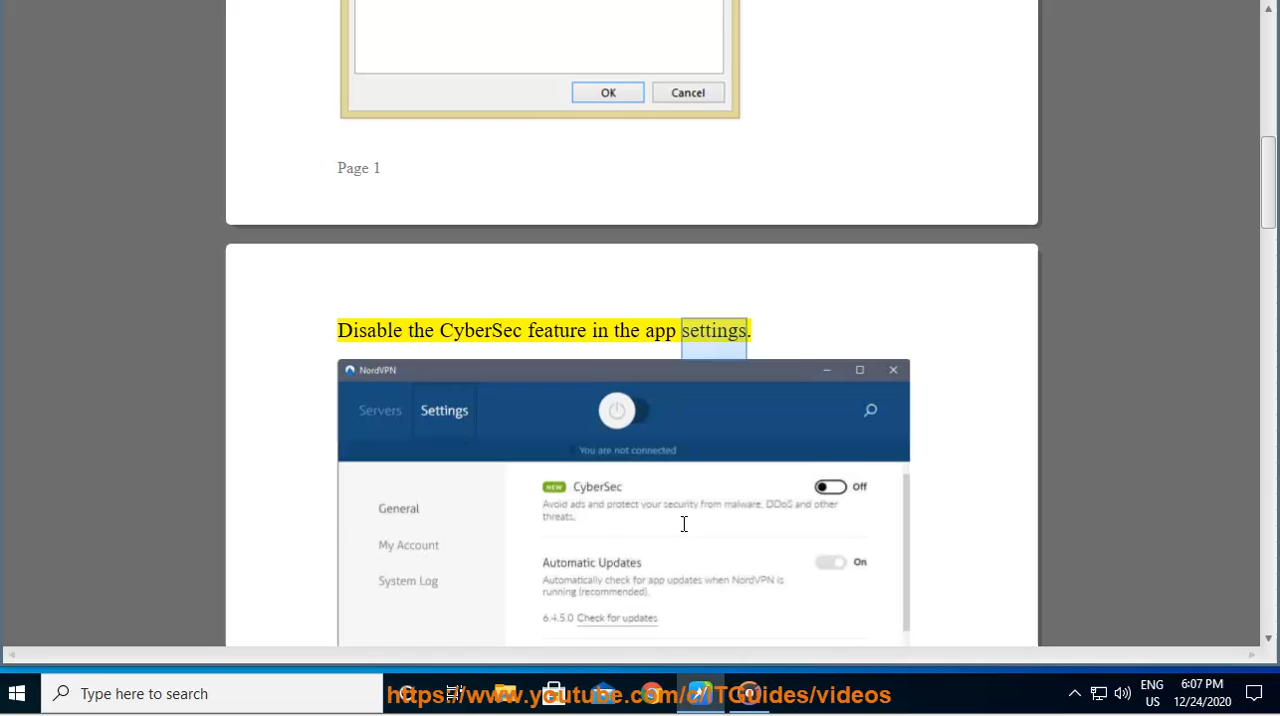 OK
Cancel
Page 1
Disable the CyberSec feature in the app settings.
NordVPN
Servers
Settings
You are not connected
General
My Account
System Log
NEW CyberSec
Off
Avoid ads and protect your security from malware, DDoS and other
threats.
Automatic Updates
On
Automatically check for app updates when NordVPN is
running (recommended).
6.4.5.0 Check for updates
Type here to search
https://www.youtube.com/c/ITGuides/videos
ENG
US
6:07 PM
12/24/2020